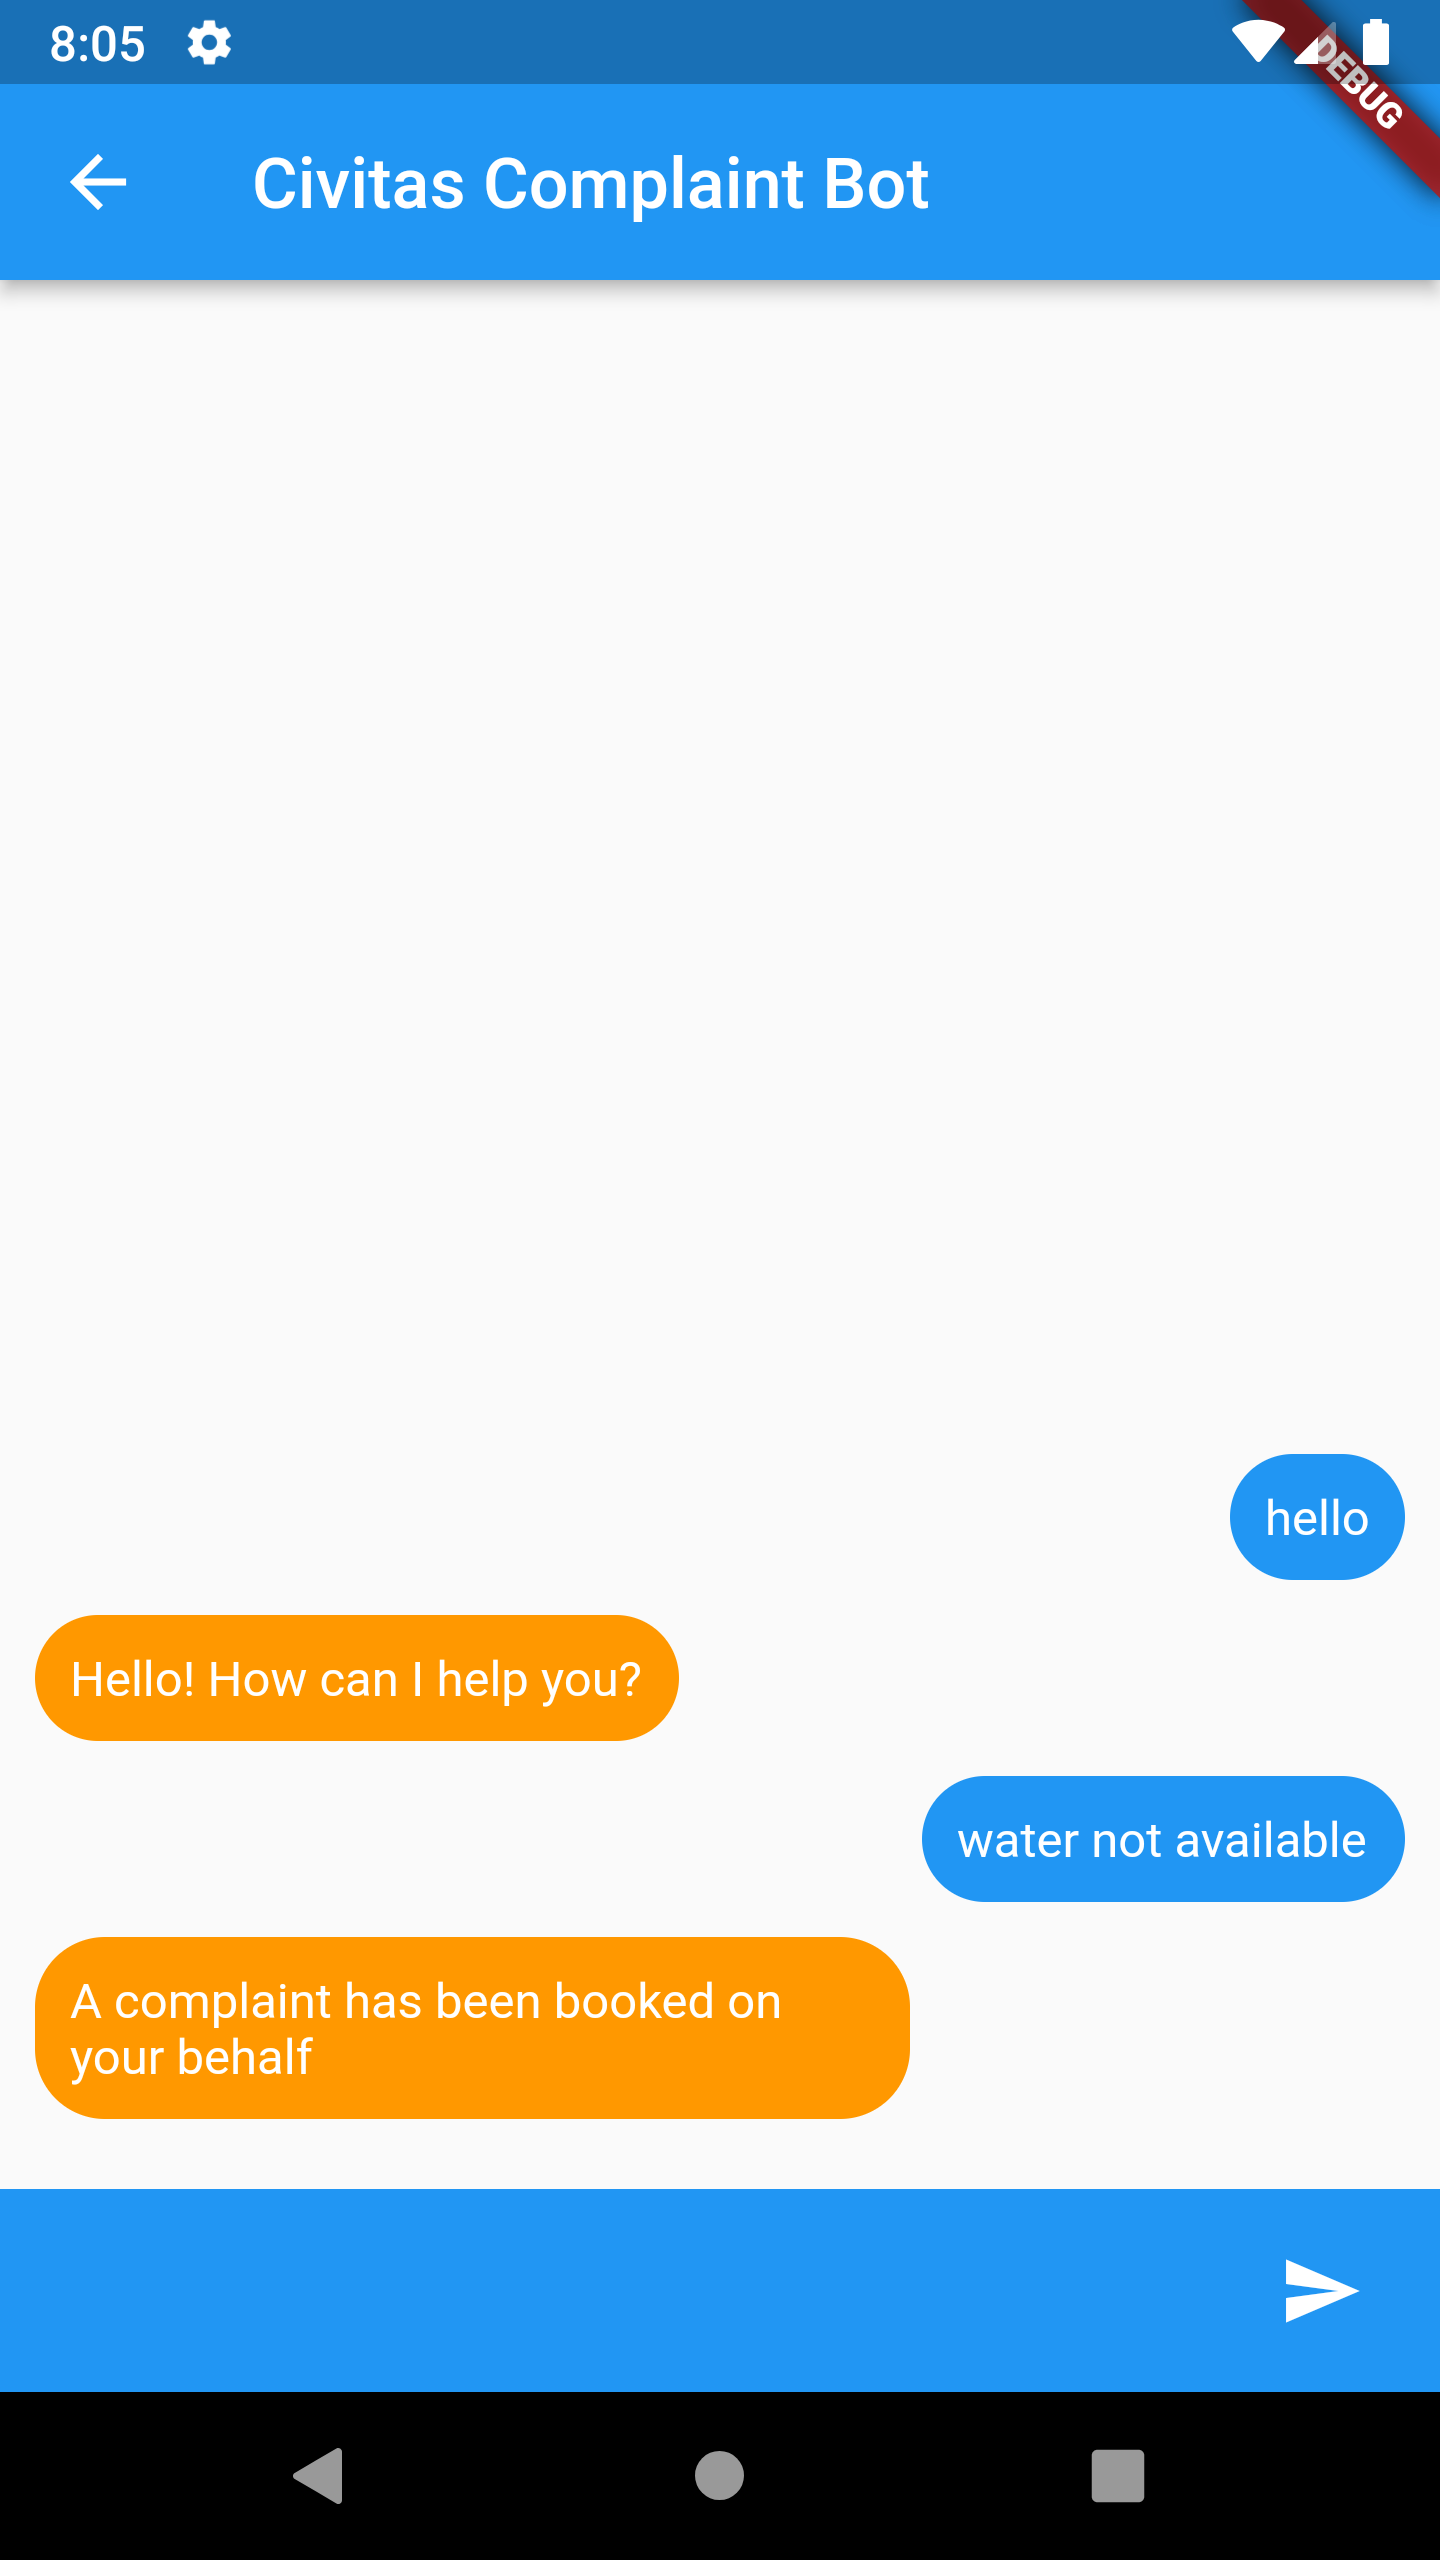 8:05
DEBUG
Civitas Complaint Bot
hello
Hello! How can I help you?
water not available
A complaint has been booked on
your behalf